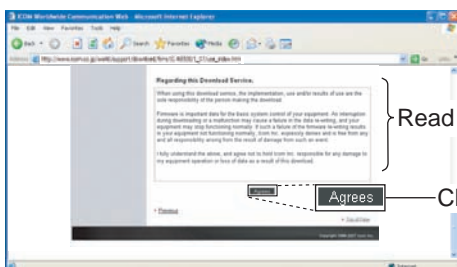 ICOM Worldwide Communication Web - Microsoft Internet Explorer
File Edit View Favorites Tools Help
Back Search Favorites Media
Address
Regarding this Download Service.
When using this download service, the implementation, use and/or results of use are the
sole responsibility of the person making the download.
Firmware is important data for the basic system control of your equipment. An interruption
during downloading or a malfunction may cause a failure in the data re-writing, and your
equipment may stop functioning normally. If such a failure of the firmware re-writing results
in your equipment not functioning normally, Icom Inc. expressly denies and is free from any
and all responsibility arising from the result of damage from such an event.
I fully understand the above, and agree not to hold Icom Inc. responsible for any damage to
my equipment operation or loss of data as a result of this download.
Read
Agrees
Agrees
Cl
Previous
Internet